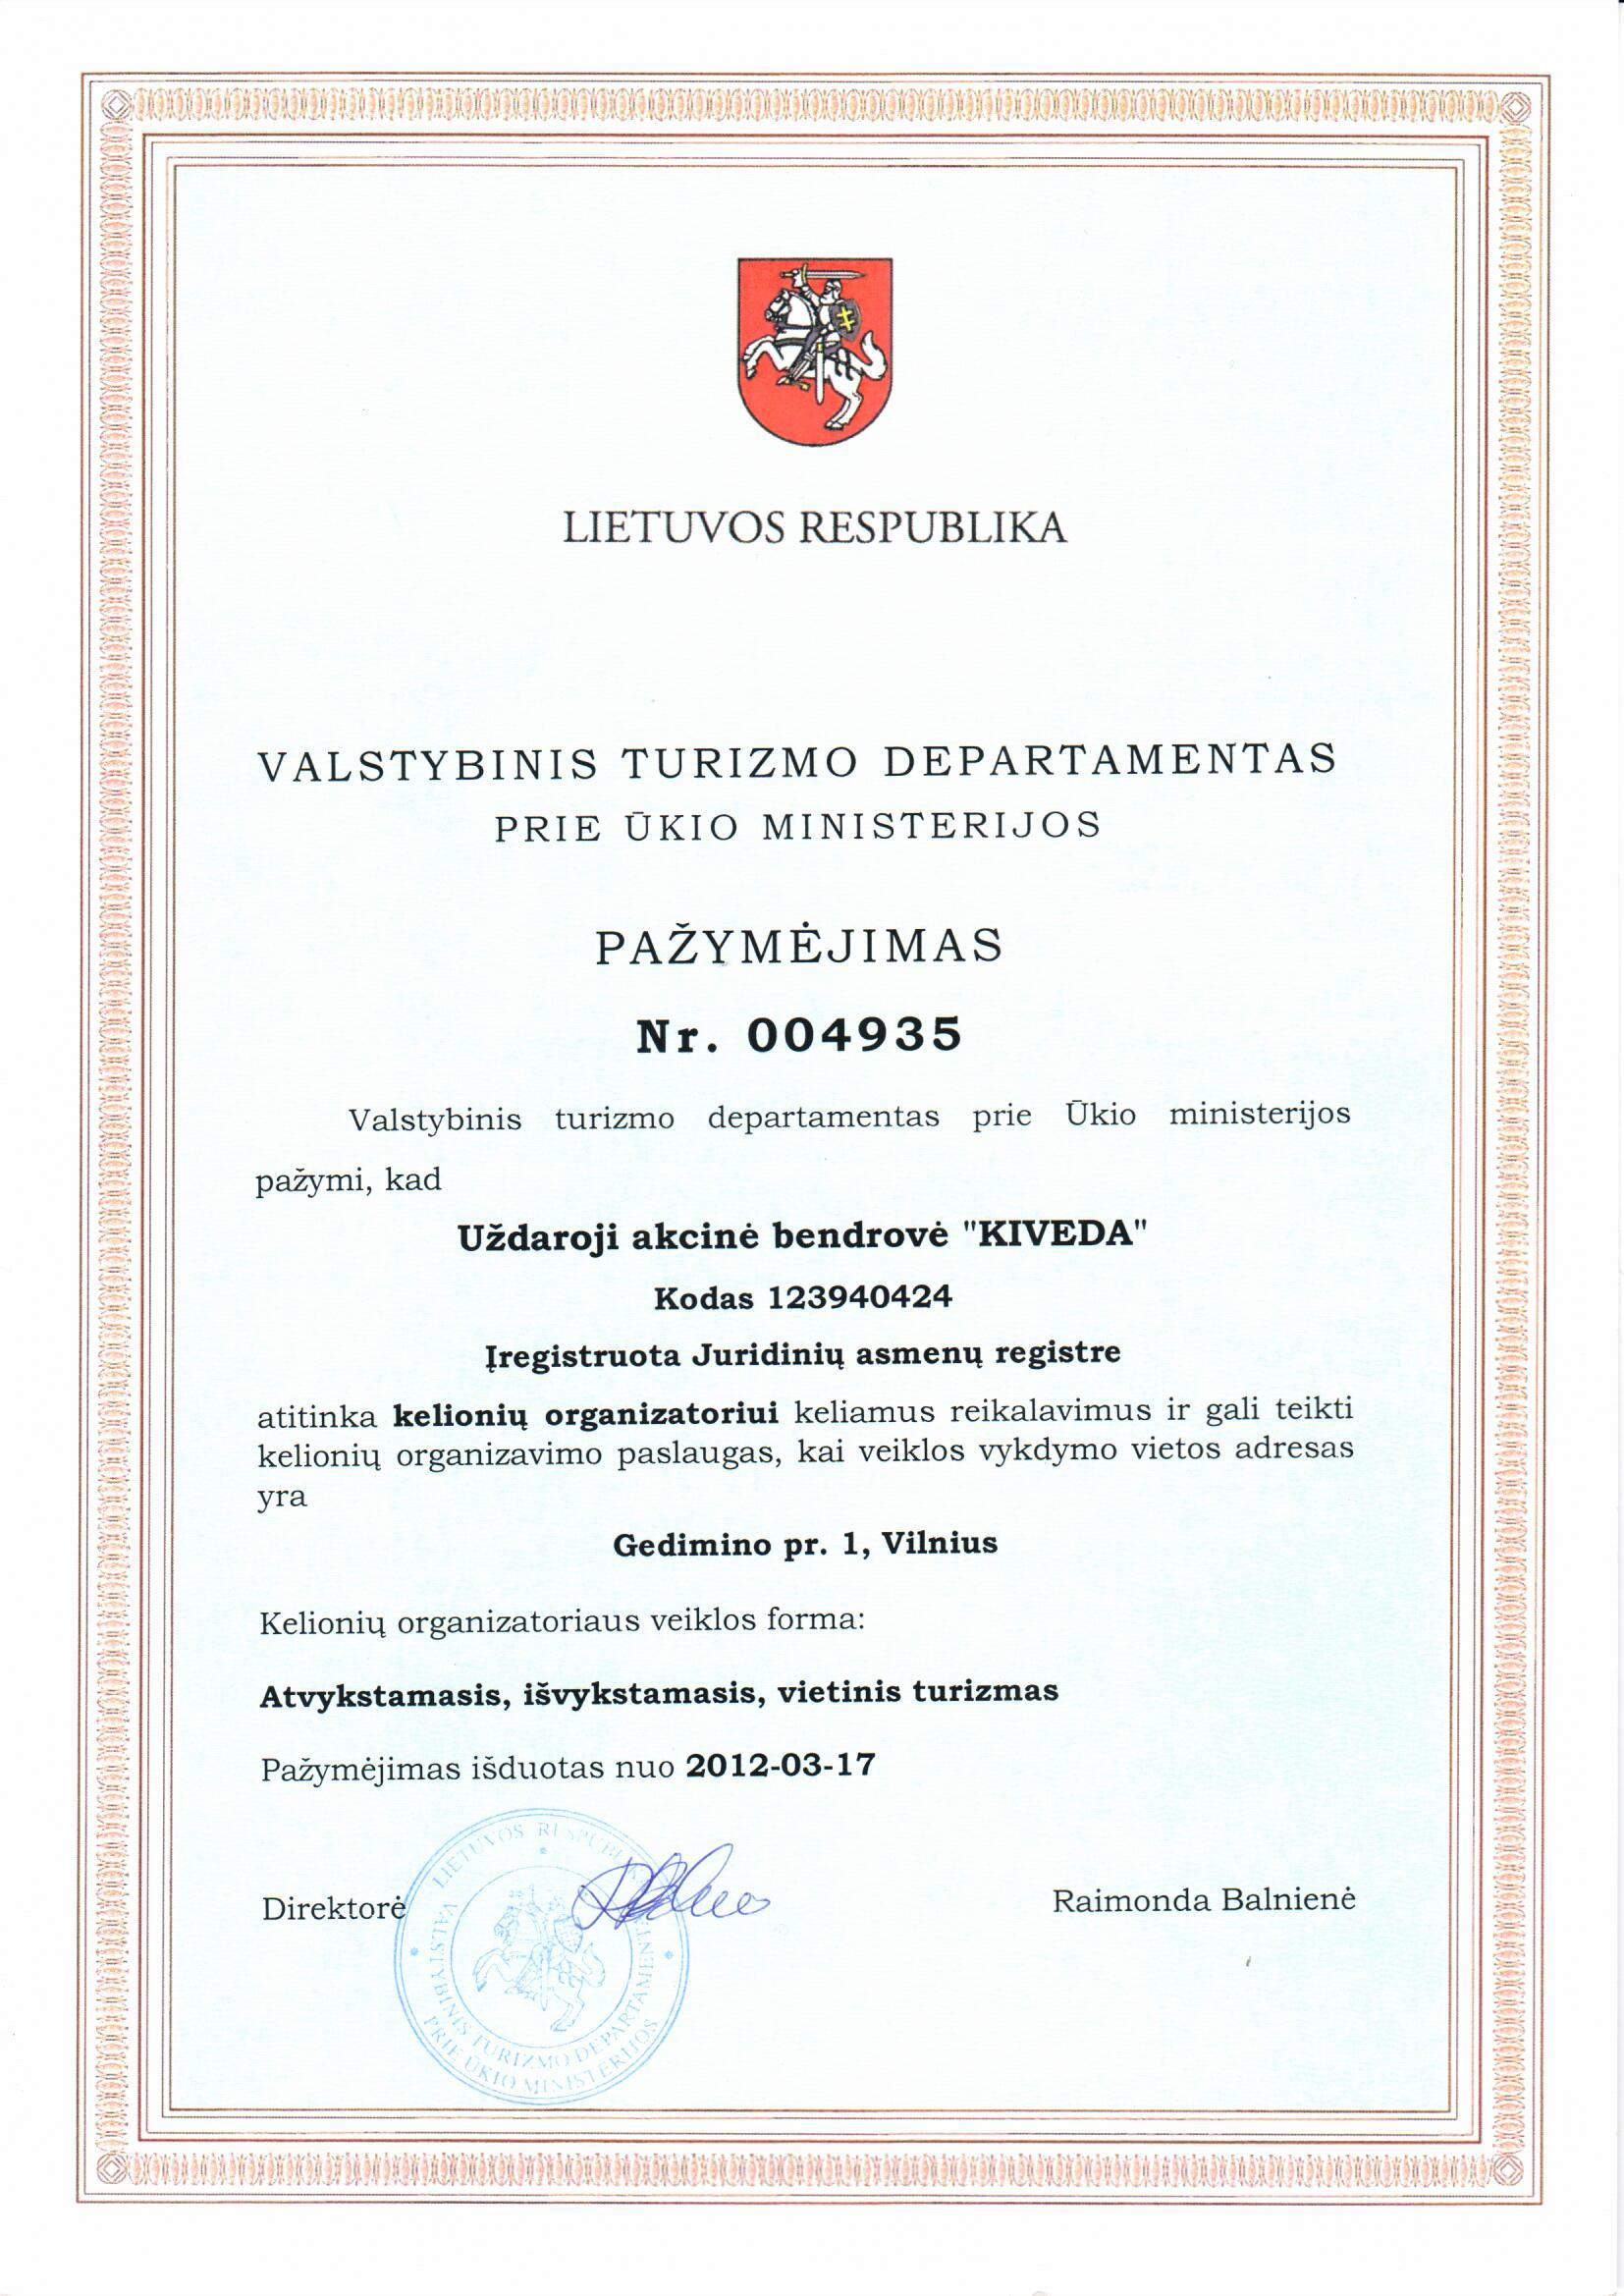 LIETUVOS RESPUBLIKA
VALSTYBINIS TURIZMO DEPARTAMENTAS
PRIE ŪKIO MINISTERIJOS
PAŽYMĖJIMAS
Nr. 004935
Valstybinis turizmo departamentas prie Ūkio ministerijos
pažymi, kad
Uždaroji akcinė bendrovė "KIVEDA"
Kodas 123940424
Įregistruota Juridinių asmenų registre
atitinka kelionių organizatoriui keliamus reikalavimus ir gali teikti
kelionių organizavimo paslaugas, kai veiklos vykdymo vietos adresas
yra
Gedimino pr. 1, Vilnius
Kelionių organizatoriaus veiklos forma:
Atvykstamasis, išvykstamasis, vietinis turizmas
Pažymėjimas išduotas nuo 2012-03-17
Direktorė
Raimonda Balnienė
LIETUVOS RESPUBLIKA
VALSTYBINIS TURIZMO DEPARTAMENTAS
PRIE ŪKIO MINISTERIJOS